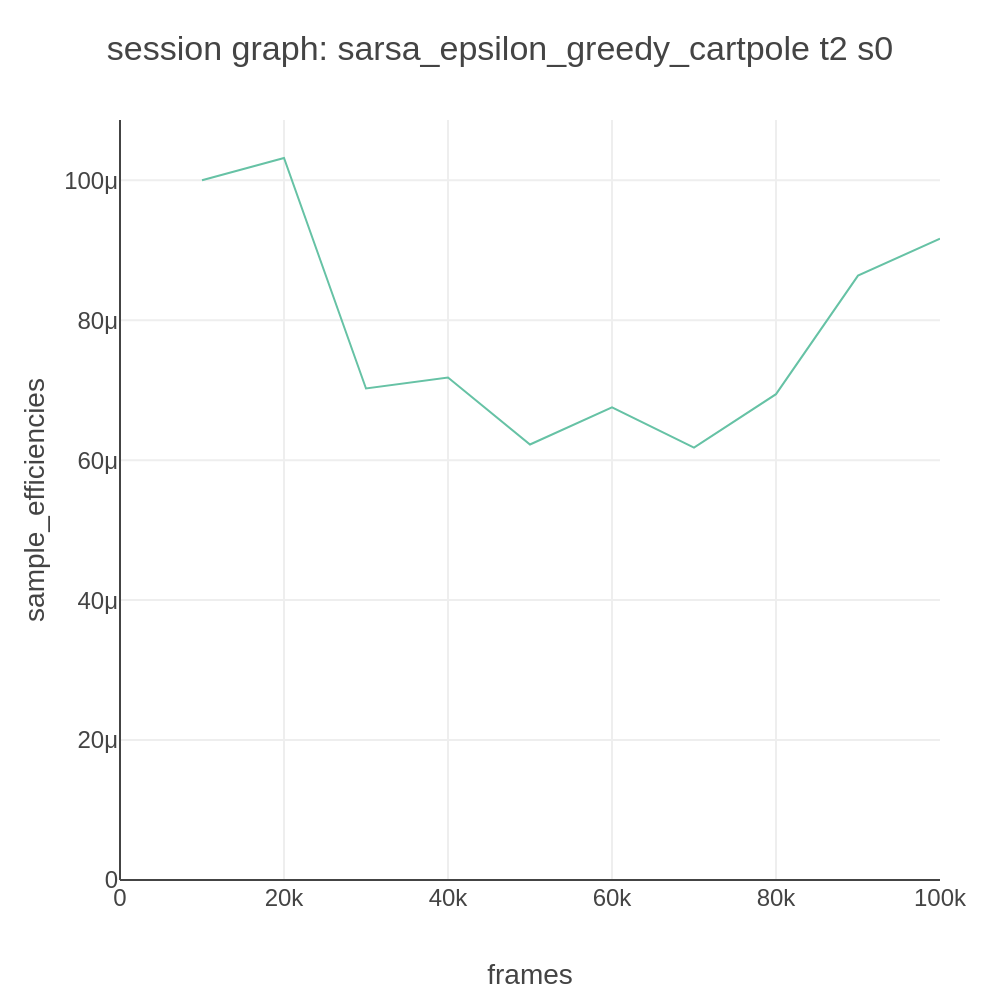 session graph: sarsa_epsilon_greedy_cartpole t2 s0
sample_efficiencies
100μ
80μ
60μ
40μ
20μ
0
0 20k 40k 60k 80k 100k
frames